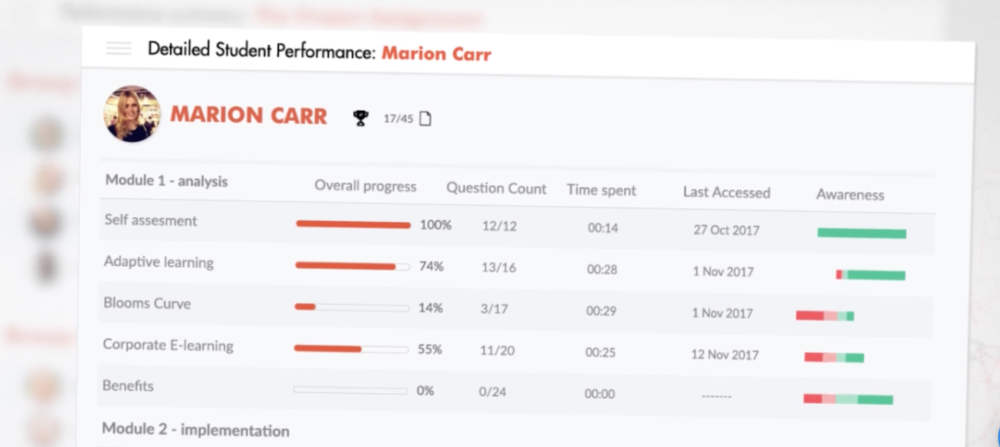 Detailed Student Performance: Marion Carr
MARION CARR 17/45
Module 1 - analysis Overall progress Question Count Time spent Last Accessed Awareness
Self assesment 100% 12/12 00:14 27 Oct 2017
Adaptive learning 74% 13/16 00:28 1 Nov 2017
Blooms Curve 14% 3/17 00:29 1 Nov 2017
Corporate E-learning 55% 11/20 00:25 12 Nov 2017
Benefits 0% 0/24 00:00 -------
Module 2 - implementation